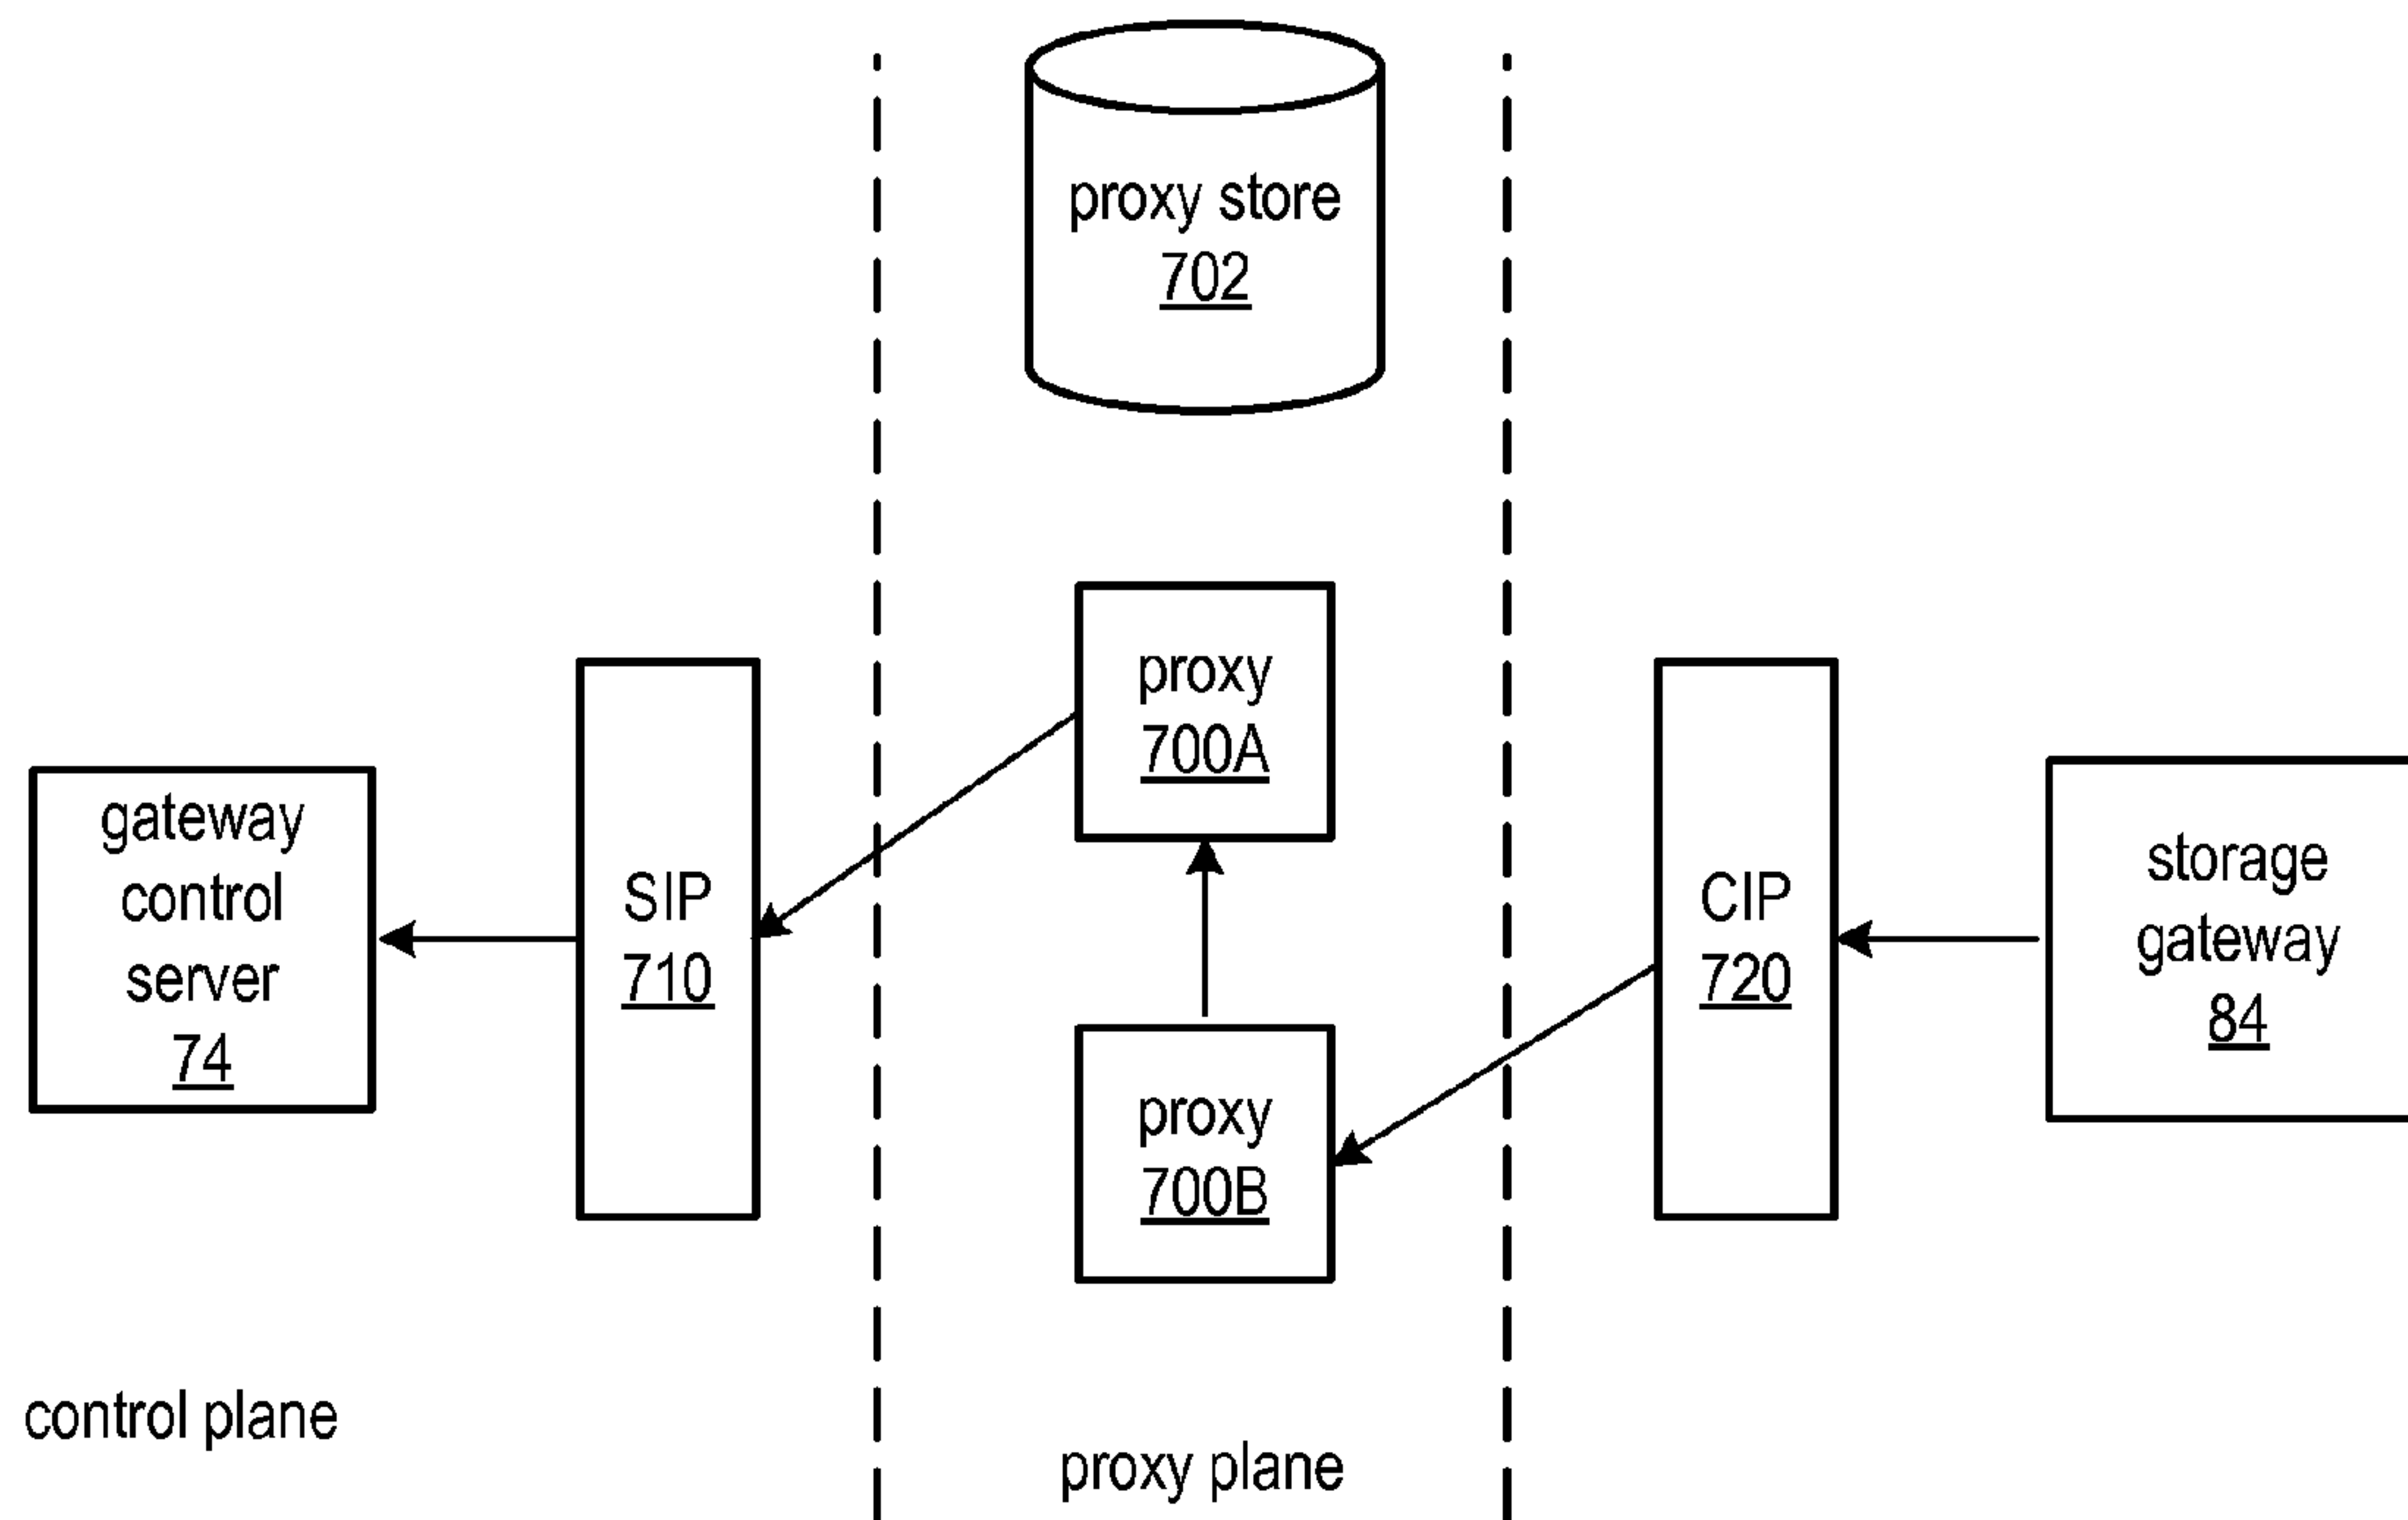 proxy store
702
proxy
700A
gateway
control
server
74
SIP
710
CIP
720
storage
gateway
84
proxy
700B
control plane
proxy plane